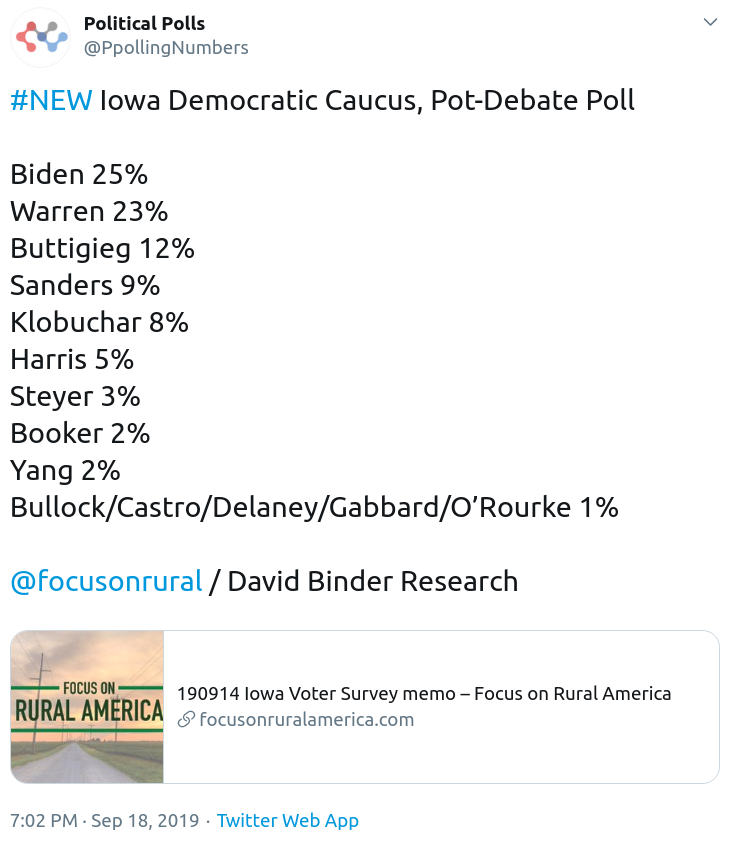 Political Polls
@PpollingNumbers
#NEW Iowa Democratic Caucus, Pot-Debate Poll
Biden 25%
Warren 23%
Buttigieg 12%
Sanders 9%
Klobuchar 8%
Harris 5%
Steyer 3%
Booker 2%
Yang 2%
Bullock/Castro/Delaney/Gabbard/O’Rourke 1%
@focusonrural / David Binder Research
FOCUS ON
RURAL AMERICA
190914 Iowa Voter Survey memo – Focus on Rural America
focusonruralamerica.com
7:02 PM · Sep 18, 2019 · Twitter Web App